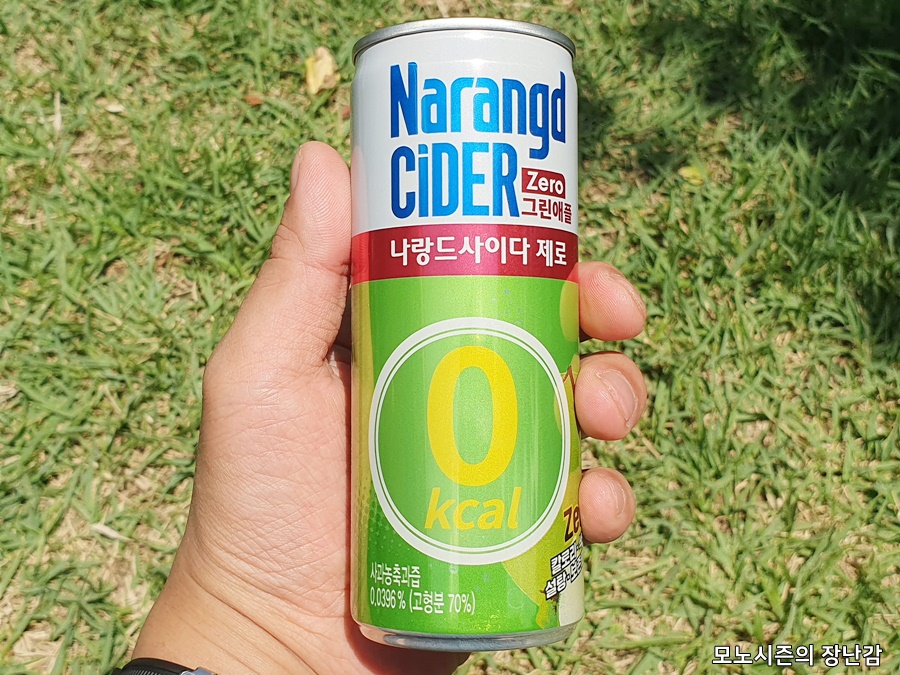 Narangd
CiDER
Zero
그린애플
나랑드사이다 제로
0
kcal
사과농축과즙
0.0396% (고형분 70%)
모노시즌의 장난감